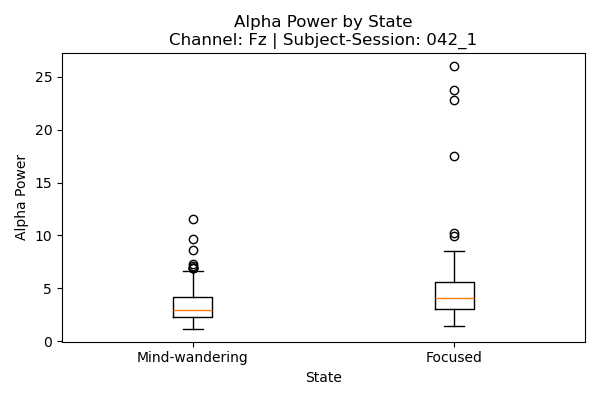 Alpha Power by State
Channel: Fz | Subject-Session: 042_1
Alpha Power
25
20
15
10
5
0
Mind-wandering
Focused
State